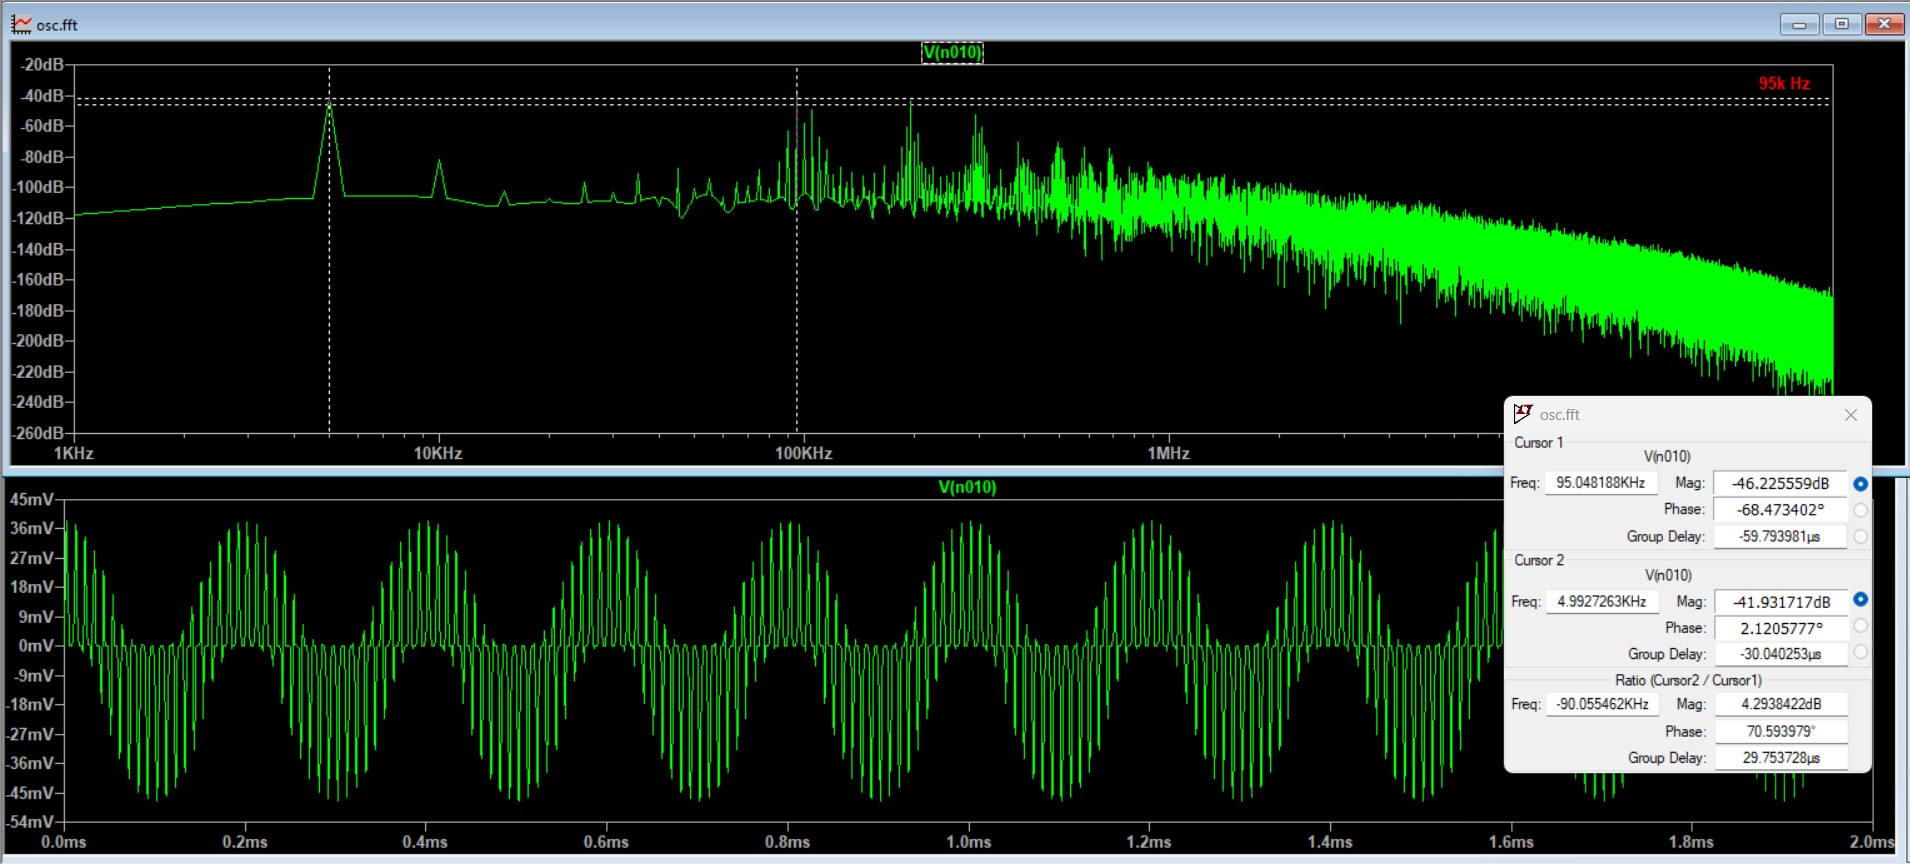 osc.fft
V(n010)
95k Hz
-20dB
-40dB
-60dB
-80dB
-100dB
-120dB
-140dB
-160dB
-180dB
-200dB
-220dB
-240dB
-260dB
1KHz 10KHz 100KHz 1MHz
V(n010)
45mV
36mV
27mV
18mV
9mV
0mV
-9mV
-18mV
-27mV
-36mV
-45mV
-54mV
0.0ms 0.2ms 0.4ms 0.6ms 0.8ms 1.0ms 1.2ms 1.4ms 1.6ms 1.8ms 2.0ms
osc.fft
Cursor 1
V(n010)
Freq: 95.048188KHz Mag: -46.225559dB
Phase: -68.473402°
Group Delay: -59.793981µs
Cursor 2
V(n010)
Freq: 4.9927263KHz Mag: -41.931717dB
Phase: 2.1205777°
Group Delay: -30.040253µs
Ratio (Cursor2 / Cursor1)
Freq: -90.055462KHz Mag: 4.2938422dB
Phase: 70.593979°
Group Delay: 29.753728µs